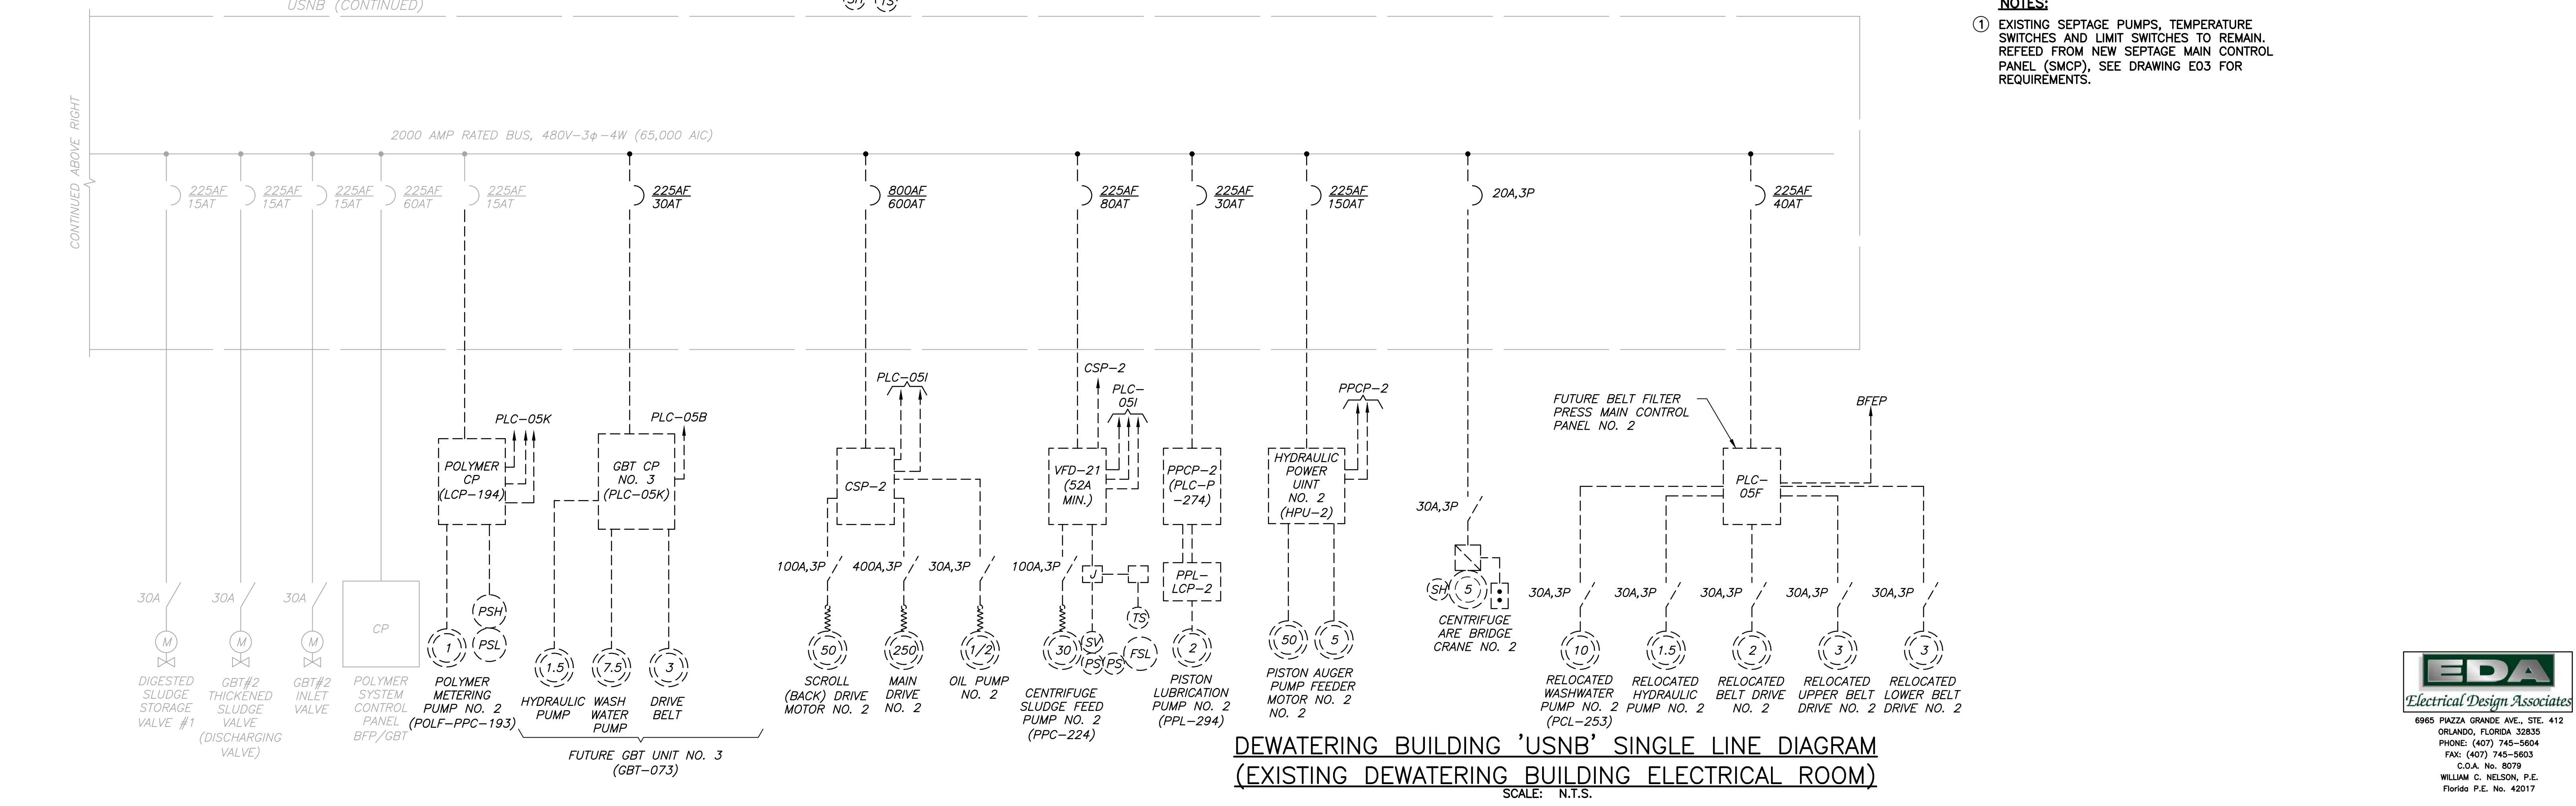 USNB (CONTINUED)
SH TS
NOTES:
1 EXISTING SEPTAGE PUMPS, TEMPERATURE
SWITCHES AND LIMIT SWITCHES TO REMAIN.
REFEED FROM NEW SEPTAGE MAIN CONTROL
PANEL (SMCP), SEE DRAWING E03 FOR
REQUIREMENTS.
CONTINUED ABOVE RIGHT
2000 AMP RATED BUS, 480V-3ϕ-4W (65,000 AIC)
225AF
15AT
225AF
15AT
225AF
15AT
225AF
60AT
225AF
15AT
225AF
30AT
800AF
600AT
225AF
80AT
225AF
30AT
225AF
150AT
20A,3P
225AF
40AT
PLC-05K
POLYMER
CP
(LCP-194)
PLC-05B
GBT CP
NO. 3
(PLC-05K)
PLC-05I
CSP-2
CSP-2
PLC-
05I
VFD-21
(52A
MIN.)
PPCP-2
(PLC-P
-274)
PPL-
LCP-2
PPCP-2
HYDRAULIC
POWER
UINT
NO. 2
(HPU-2)
FUTURE BELT FILTER
PRESS MAIN CONTROL
PANEL NO. 2
PLC-
05F
BFEP
30A
30A
30A
M
M
M
CP
DIGESTED
SLUDGE
STORAGE
VALVE #1
GBT#2
THICKENED
SLUDGE
VALVE
(DISCHARGING
VALVE)
GBT#2
INLET
VALVE
POLYMER
SYSTEM
CONTROL
PANEL
BFP/GBT
1
PSH
PSL
POLYMER
METERING
PUMP NO. 2
(POLF-PPC-193)
1.5
HYDRAULIC
PUMP
7.5
WASH
WATER
PUMP
3
DRIVE
BELT
FUTURE GBT UNIT NO. 3
(GBT-073)
100A,3P
50
SCROLL
(BACK) DRIVE
MOTOR NO. 2
400A,3P
250
MAIN
DRIVE
NO. 2
30A,3P
1/2
OIL PUMP
NO. 2
100A,3P
30
J
SV
PS
PS
TS
FSL
CENTRIFUGE
SLUDGE FEED
PUMP NO. 2
(PPC-224)
2
PISTON
LUBRICATION
PUMP NO. 2
(PPL-294)
50
5
PISTON AUGER
PUMP FEEDER
MOTOR NO. 2
NO. 2
30A,3P
SH
5
CENTRIFUGE
ARE BRIDGE
CRANE NO. 2
30A,3P
10
RELOCATED
WASHWATER
PUMP NO. 2
(PCL-253)
30A,3P
1.5
RELOCATED
HYDRAULIC
PUMP NO. 2
30A,3P
2
RELOCATED
BELT DRIVE
NO. 2
30A,3P
3
RELOCATED
UPPER BELT
DRIVE NO. 2
30A,3P
3
RELOCATED
LOWER BELT
DRIVE NO. 2
DEWATERING BUILDING 'USNB' SINGLE LINE DIAGRAM
(EXISTING DEWATERING BUILDING ELECTRICAL ROOM)
SCALE: N.T.S.
EDA
Electrical Design Associates
6965 PIAZZA GRANDE AVE., STE. 412
ORLANDO, FLORIDA 32835
PHONE: (407) 745-5604
FAX: (407) 745-5603
C.O.A. No. 8079
WILLIAM C. NELSON, P.E.
Florida P.E. No. 42017